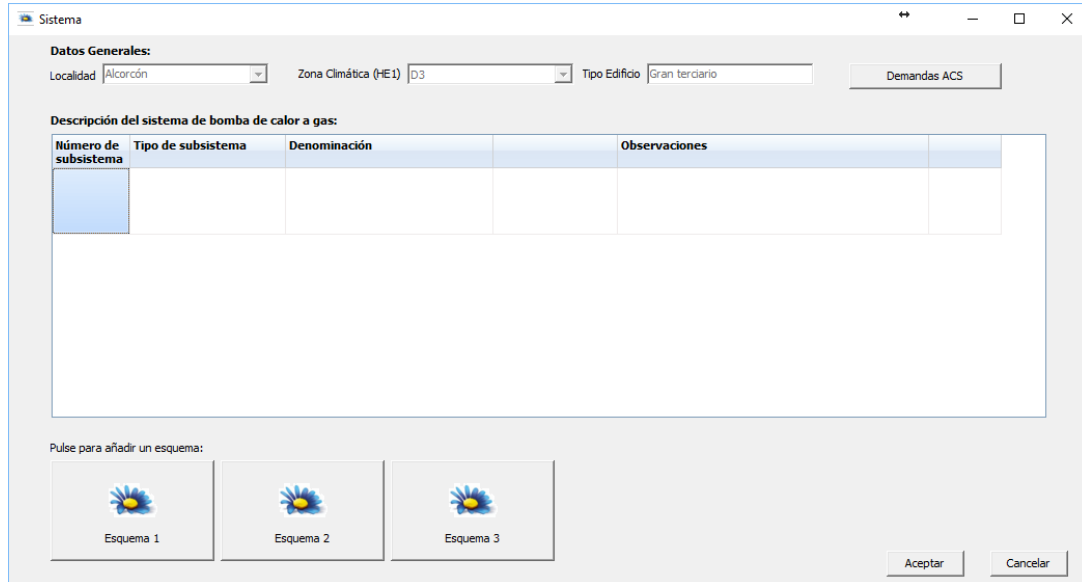 Sistema
Datos Generales:
Localidad Alcorcón Zona Climática (HE1) D3 Tipo Edificio Gran terciario Demandas ACS
Descripción del sistema de bomba de calor a gas:
Número de subsistema Tipo de subsistema Denominación Observaciones
Pulse para añadir un esquema:
Esquema 1 Esquema 2 Esquema 3
Aceptar Cancelar